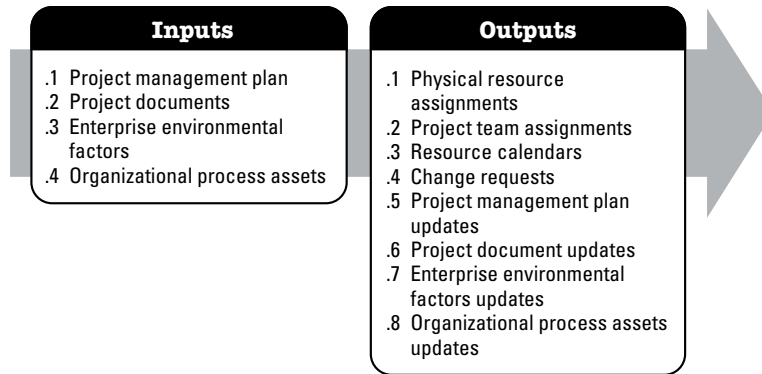 Inputs
.1 Project management plan
.2 Project documents
.3 Enterprise environmental
factors
.4 Organizational process assets
Outputs
.1 Physical resource
assignments
.2 Project team assignments
.3 Resource calendars
.4 Change requests
.5 Project management plan
updates
.6 Project document updates
.7 Enterprise environmental
factors updates
.8 Organizational process assets
updates